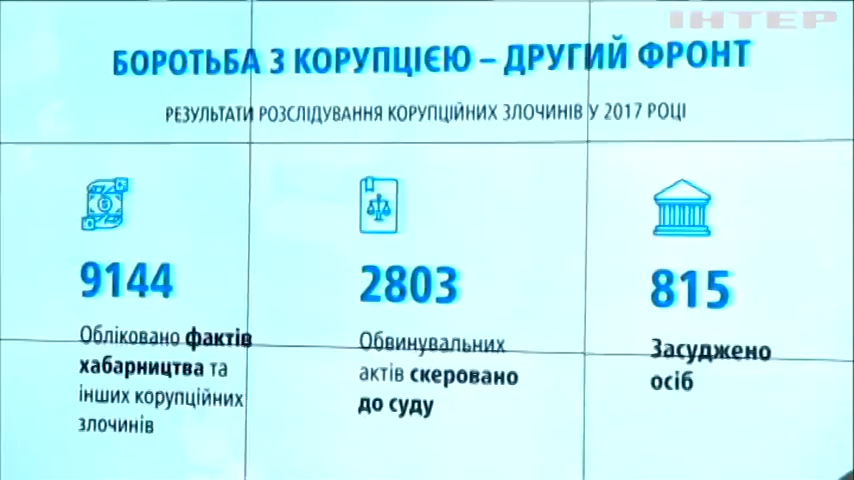 ІНТЕР
БОРОТЬБА З КОРУПЦІЄЮ – ДРУГИЙ ФРОНТ
РЕЗУЛЬТАТИ РОЗСЛІДУВАННЯ КОРУПЦІЙНИХ ЗЛОЧИНІВ У 2017 РОЦІ
9144
Обліковано фактів
хабарництва та
інших корупційних
злочинів
2803
Обвинувальних
актів скеровано
до суду
815
Засуджено
осіб